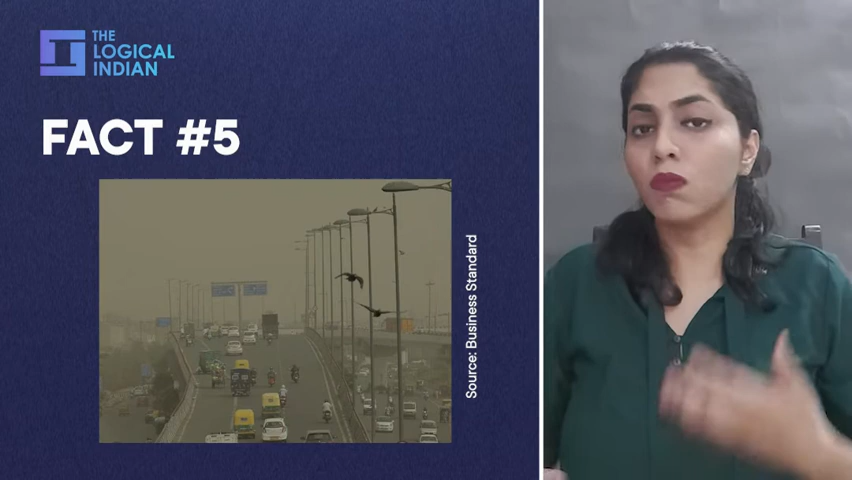 THE
LOGICAL
INDIAN
FACT #5
Source: Business Standard